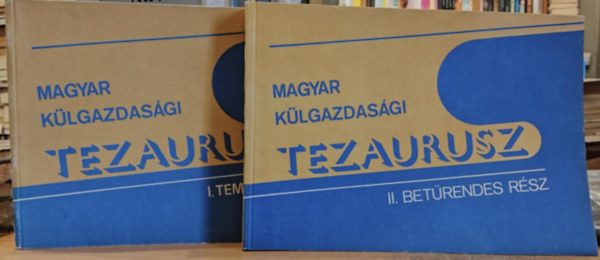 MAGYAR
KÜLGAZDASÁGI
TEZAURU
I. TEM
MAGYAR
KÜLGAZDASÁGI
TEZAURUSZ
II. BETŰRENDES RÉSZ